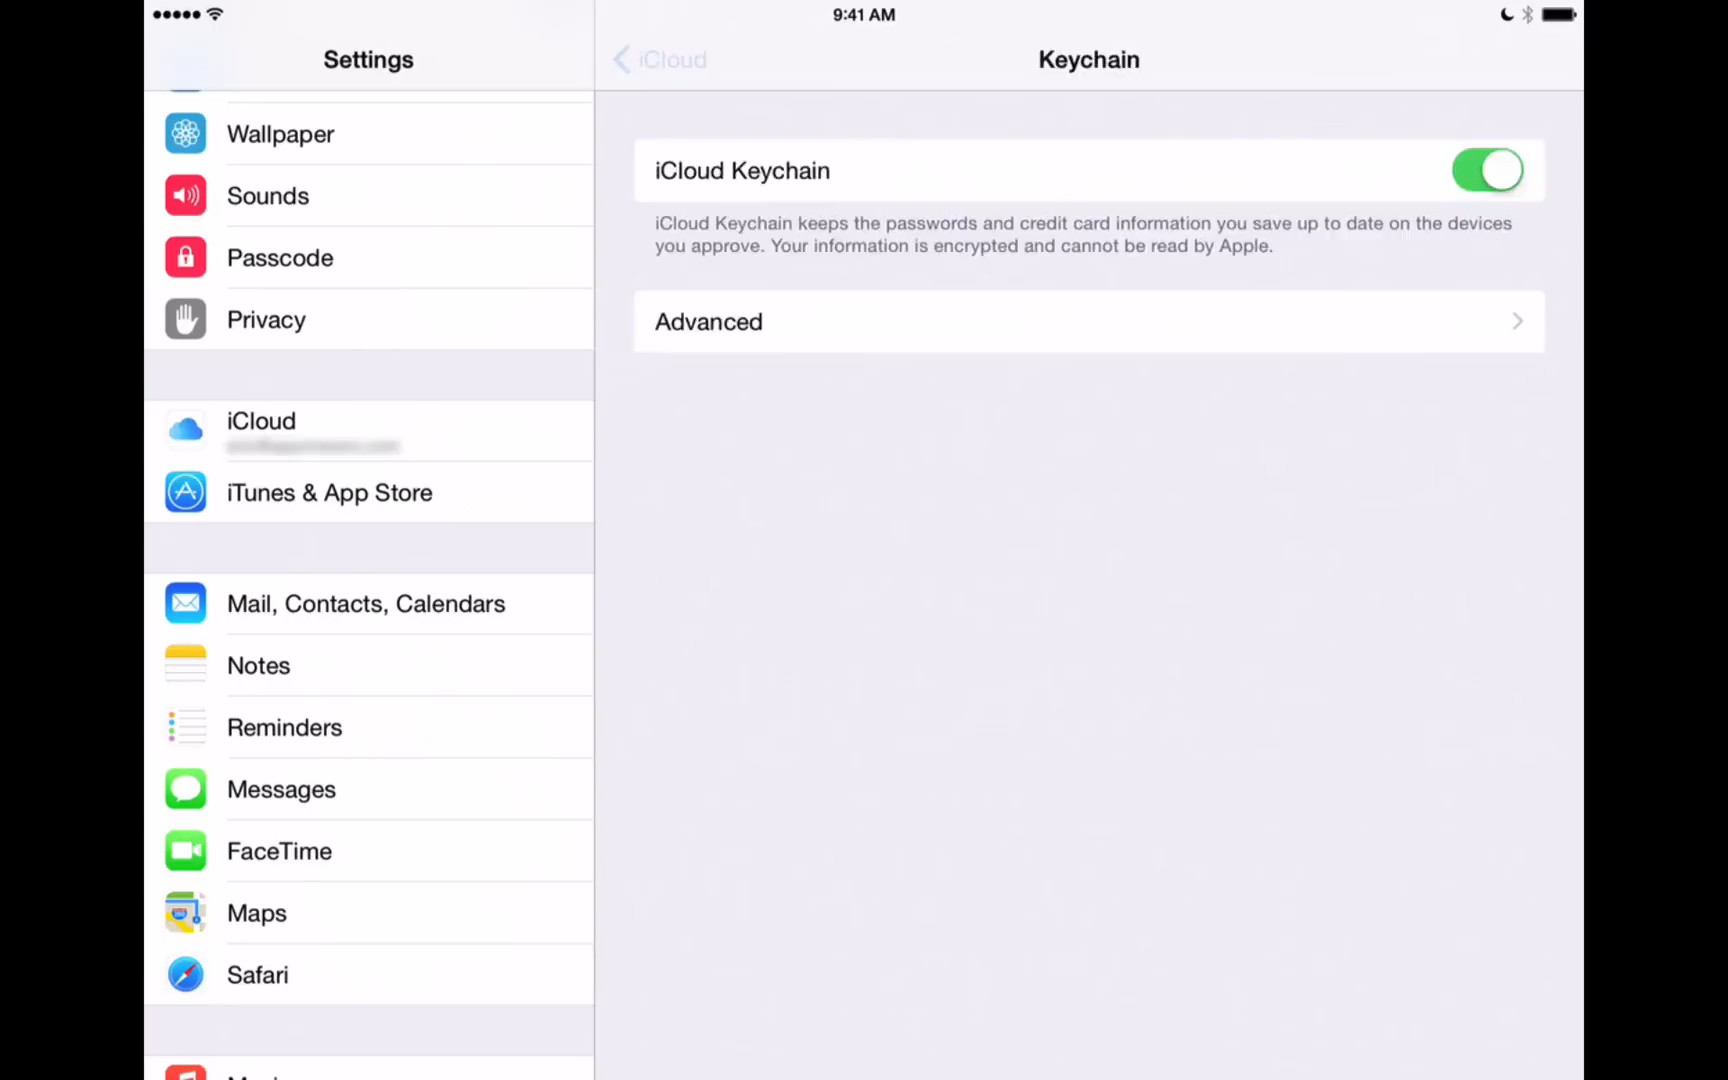 9:41 AM
Settings
Wallpaper
Sounds
Passcode
Privacy
iCloud
iTunes & App Store
Mail, Contacts, Calendars
Notes
Reminders
Messages
FaceTime
Maps
Safari
iCloud
Keychain
iCloud Keychain
iCloud Keychain keeps the passwords and credit card information you save up to date on the devices
you approve. Your information is encrypted and cannot be read by Apple.
Advanced